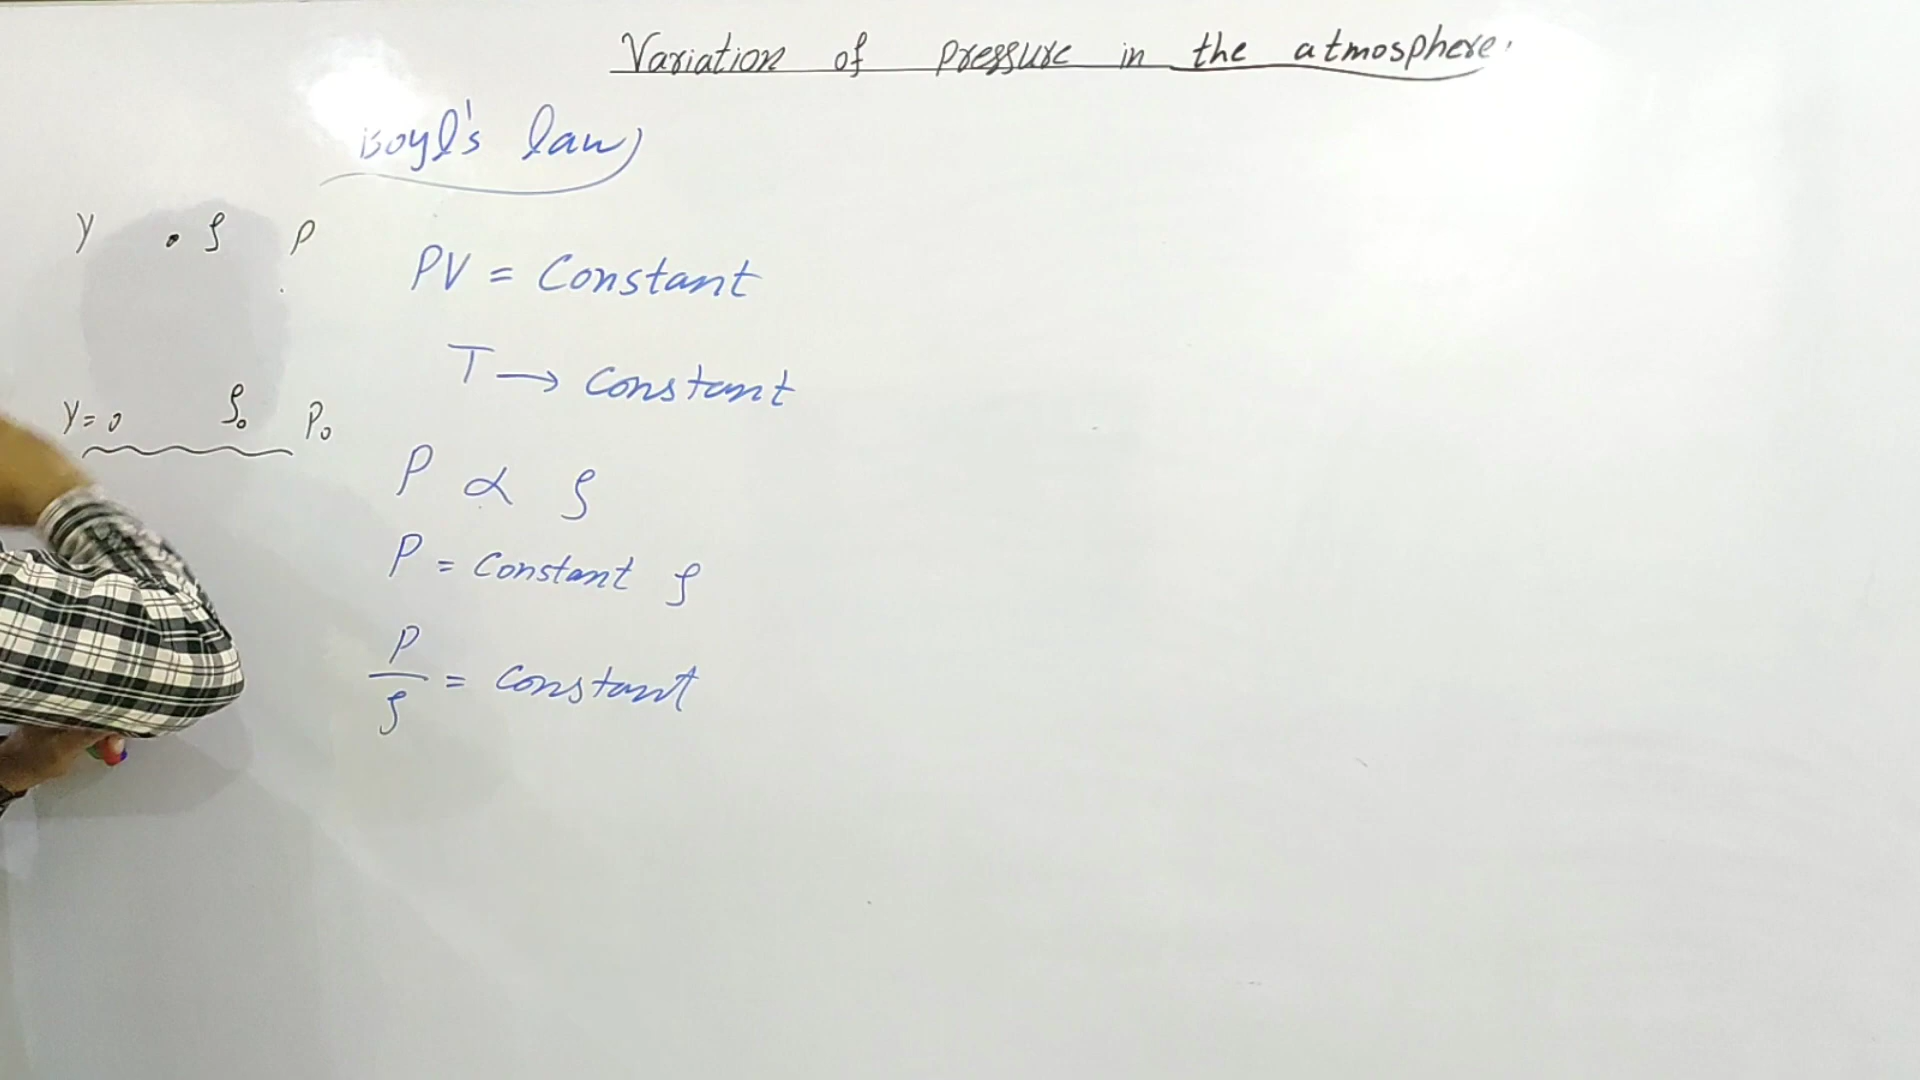 Variation of pressure in the atmosphere.
Boyl's law
y . ρ P
PV = Constant
T → Constant
y = 0 ρ₀ P₀
P α ρ
P = Constant ρ
P/ρ = Constant